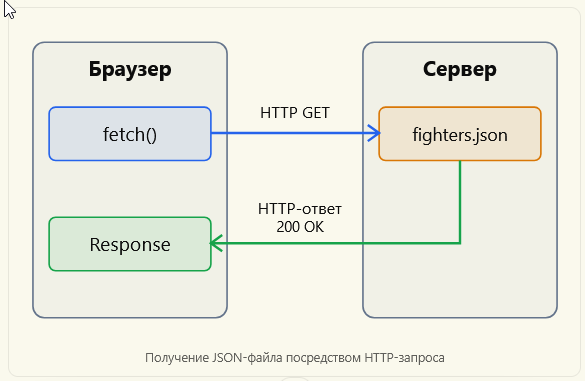 Браузер
Сервер
fetch()
HTTP GET
fighters.json
HTTP-ответ
200 OK
Response
Получение JSON-файла посредством HTTP-запроса